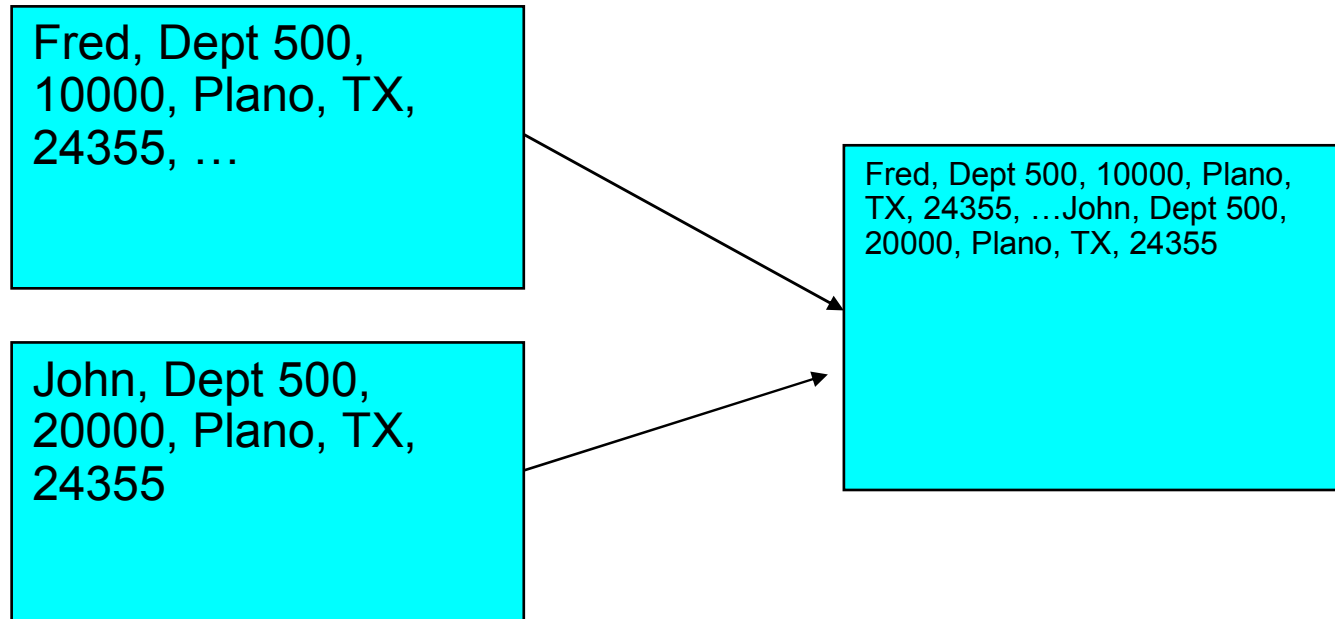 Fred, Dept 500,
10000, Plano, TX,
24355, …
John, Dept 500,
20000, Plano, TX,
24355
Fred, Dept 500, 10000, Plano,
TX, 24355, …John, Dept 500,
20000, Plano, TX, 24355